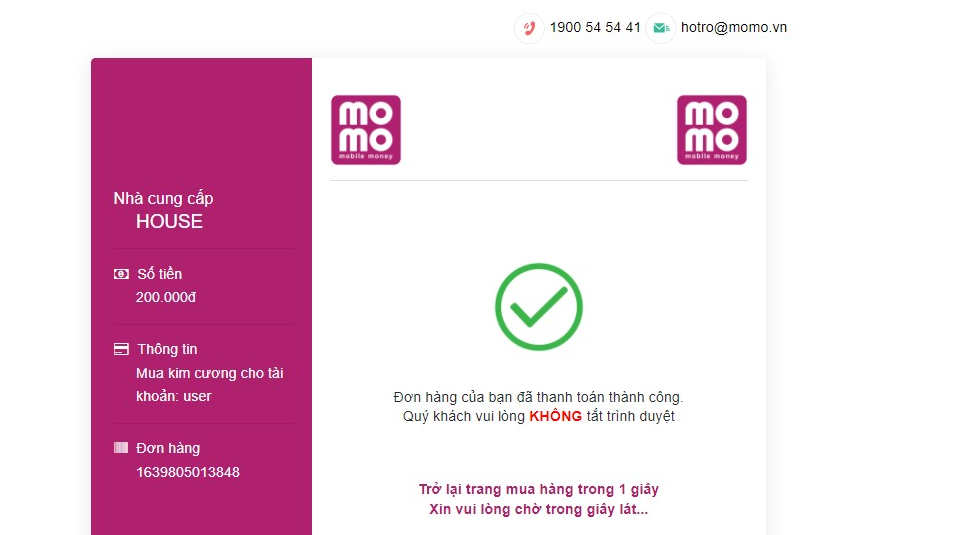 1900 54 54 41 hotro@momo.vn
mo
mo
mobile money
mo
mo
mobile money
Nhà cung cấp
HOUSE
Số tiền
200.000đ
Thông tin
Mua kim cương cho tài
khoản: user
Đơn hàng
1639805013848
Đơn hàng của bạn đã thanh toán thành công.
Quý khách vui lòng KHÔNG tắt trình duyệt
Trở lại trang mua hàng trong 1 giây
Xin vui lòng chờ trong giây lát...